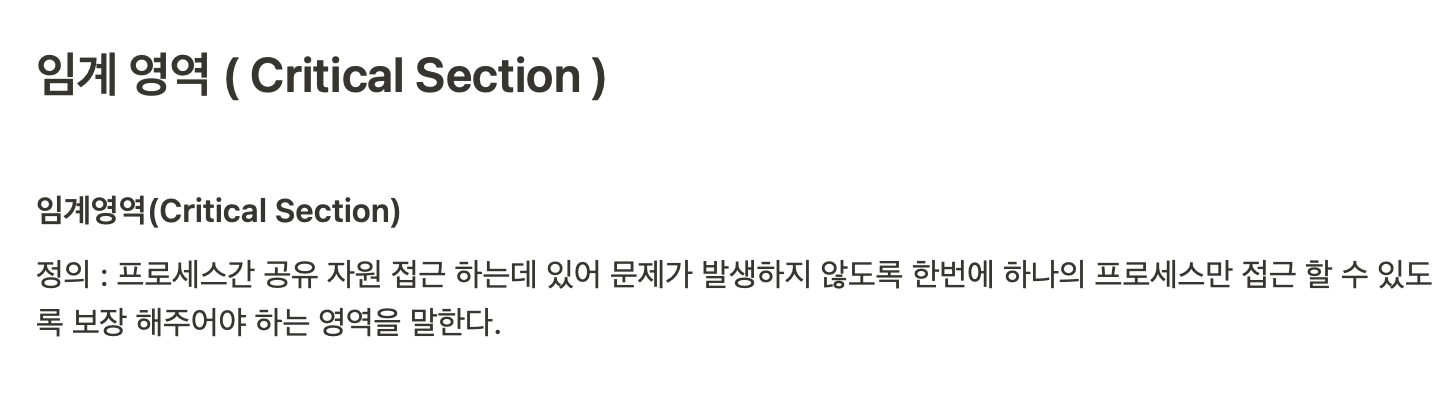 임계 영역 ( Critical Section )
임계영역(Critical Section)
정의 : 프로세스간 공유 자원 접근 하는데 있어 문제가 발생하지 않도록 한번에 하나의 프로세스만 접근 할 수 있도
록 보장 해주어야 하는 영역을 말한다.